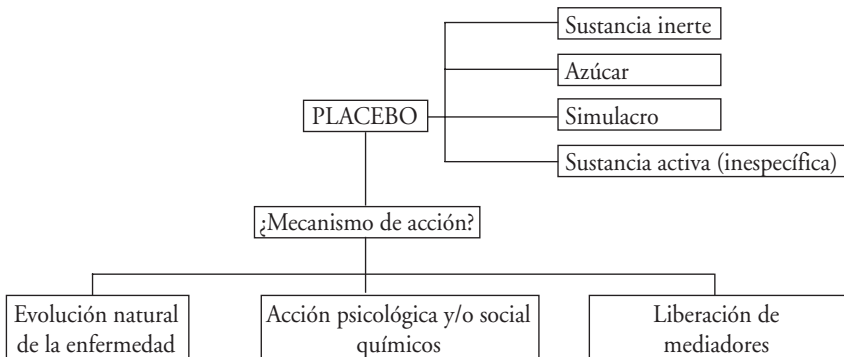 Sustancia inerte
Azúcar
PLACEBO
Simulacro
Sustancia activa (inespecífica)
¿Mecanismo de acción?
Evolución natural
de la enfermedad
Acción psicológica y/o social
químicos
Liberación de
mediadores